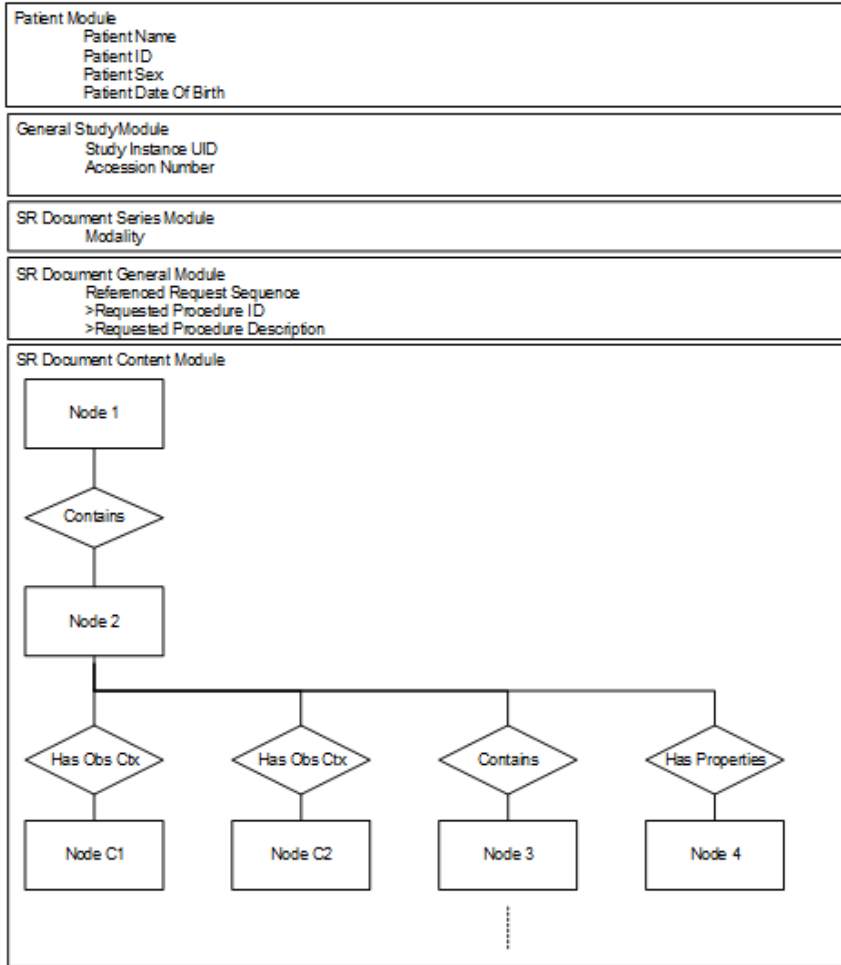 Patient Module
Patient Name
Patient ID
Patient Sex
Patient Date Of Birth
General Study Module
Study Instance UID
Accession Number
SR Document Series Module
Modality
SR Document General Module
Referenced Request Sequence
>Requested Procedure ID
>Requested Procedure Description
SR Document Content Module
Node 1
Contains
Node 2
Has Obs Ctx
Has Obs Ctx
Contains
Has Properties
Node C1
Node C2
Node 3
Node 4